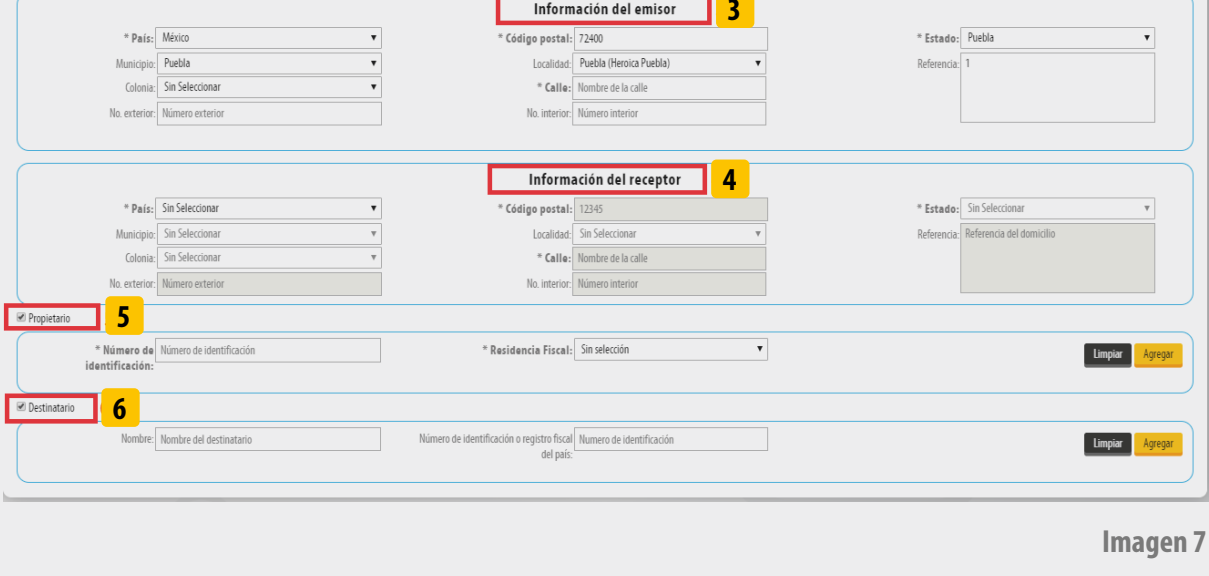 Información del emisor 3
* País: México * Código postal: 72400 * Estado: Puebla
Municipio: Puebla Localidad: Puebla (Heroica Puebla) Referencia: 1
Colonia: Sin Seleccionar * Calle: Nombre de la calle
No. exterior: Número exterior No. interior: Número interior
Información del receptor 4
* País: Sin Seleccionar * Código postal: 12345 * Estado: Sin Seleccionar
Municipio: Sin Seleccionar Localidad: Sin Seleccionar Referencia: Referencia del domicilio
Colonia: Sin Seleccionar * Calle: Nombre de la calle
No. exterior: Número exterior No. interior: Número interior
Propietario 5
* Número de identificación: Número de identificación * Residencia Fiscal: Sin selección Limpiar Agregar
Destinatario 6
Nombre: Nombre del destinatario Número de identificación o registro fiscal del país: Numero de identificación Limpiar Agregar
Imagen 7